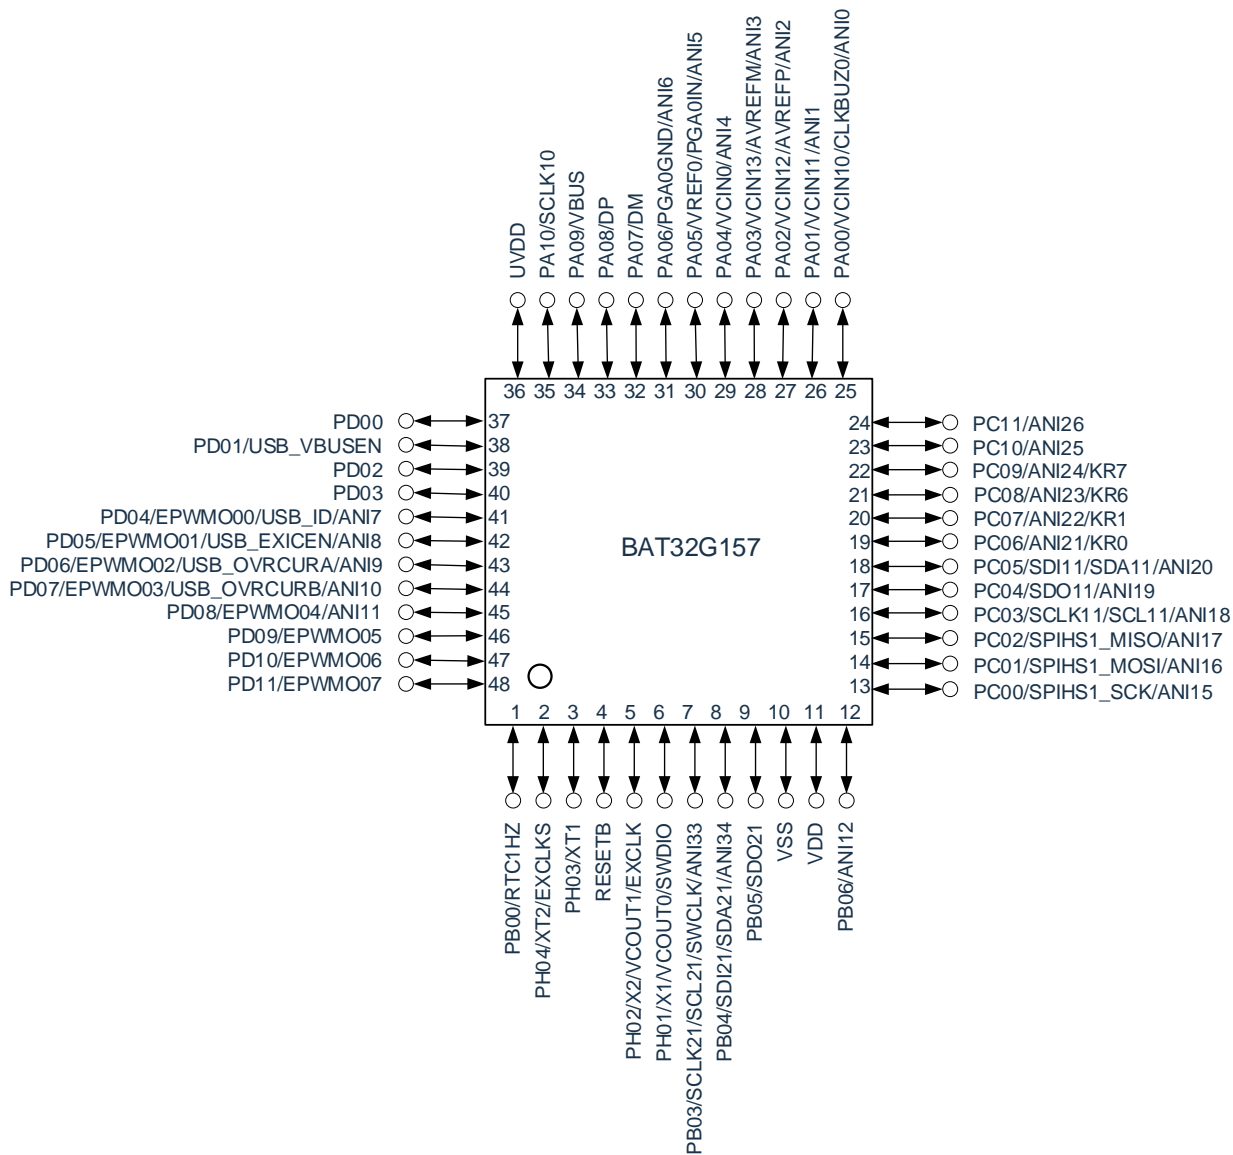 UVDD
PA10/SCLK10
PA09/VBUS
PA08/DP
PA07/DM
PA06/PGA0GND/ANI6
PA05/VREF0/PGA0IN/ANI5
PA04/VCIN0/ANI4
PA03/VCIN13/AVREFM/ANI3
PA02/VCIN12/AVREFP/ANI2
PA01/VCIN11/ANI1
PA00/VCIN10/CLKBUZ0/ANI0
36 35 34 33 32 31 30 29 28 27 26 25
PD00 37
PD01/USB_VBUSEN 38
PD02 39
PD03 40
PD04/EPWMO00/USB_ID/ANI7 41
PD05/EPWMO01/USB_EXICEN/ANI8 42
PD06/EPWMO02/USB_OVRCURA/ANI9 43
PD07/EPWMO03/USB_OVRCURB/ANI10 44
PD08/EPWMO04/ANI11 45
PD09/EPWMO05 46
PD10/EPWMO06 47
PD11/EPWMO07 48
BAT32G157
24 PC11/ANI26
23 PC10/ANI25
22 PC09/ANI24/KR7
21 PC08/ANI23/KR6
20 PC07/ANI22/KR1
19 PC06/ANI21/KR0
18 PC05/SDI11/SDA11/ANI20
17 PC04/SDO11/ANI19
16 PC03/SCLK11/SCL11/ANI18
15 PC02/SPIHS1_MISO/ANI17
14 PC01/SPIHS1_MOSI/ANI16
13 PC00/SPIHS1_SCK/ANI15
1 2 3 4 5 6 7 8 9 10 11 12
PB00/RTC1HZ
PH04/XT2/EXCLKS
PH03/XT1
RESETB
PH02/X2/VCOUT1/EXCLK
PH01/X1/VCOUT0/SWDIO
PB03/SCLK21/SCL21/SWCLK/ANI33
PB04/SDI21/SDA21/ANI34
PB05/SDO21
VSS
VDD
PB06/ANI12